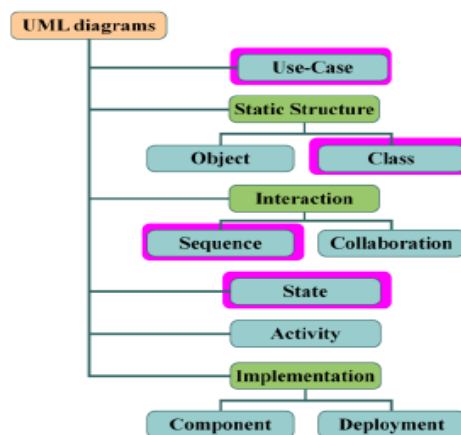 UML diagrams
Use-Case
Static Structure
Object
Class
Interaction
Sequence
Collaboration
State
Activity
Implementation
Component
Deployment